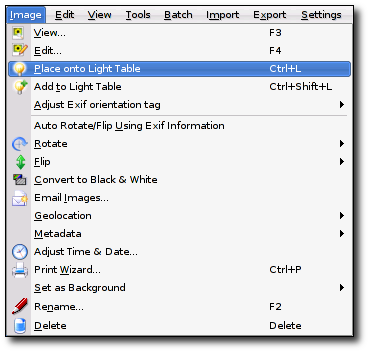 Image Edit View Tools Batch Import Export Settings
View... F3
Edit... F4
Place onto Light Table Ctrl+L
Add to Light Table Ctrl+Shift+L
Adjust Exif orientation tag
Auto Rotate/Flip Using Exif Information
Rotate
Flip
Convert to Black & White
Email Images...
Geolocation
Metadata
Adjust Time & Date...
Print Wizard... Ctrl+P
Set as Background
Rename... F2
Delete Delete